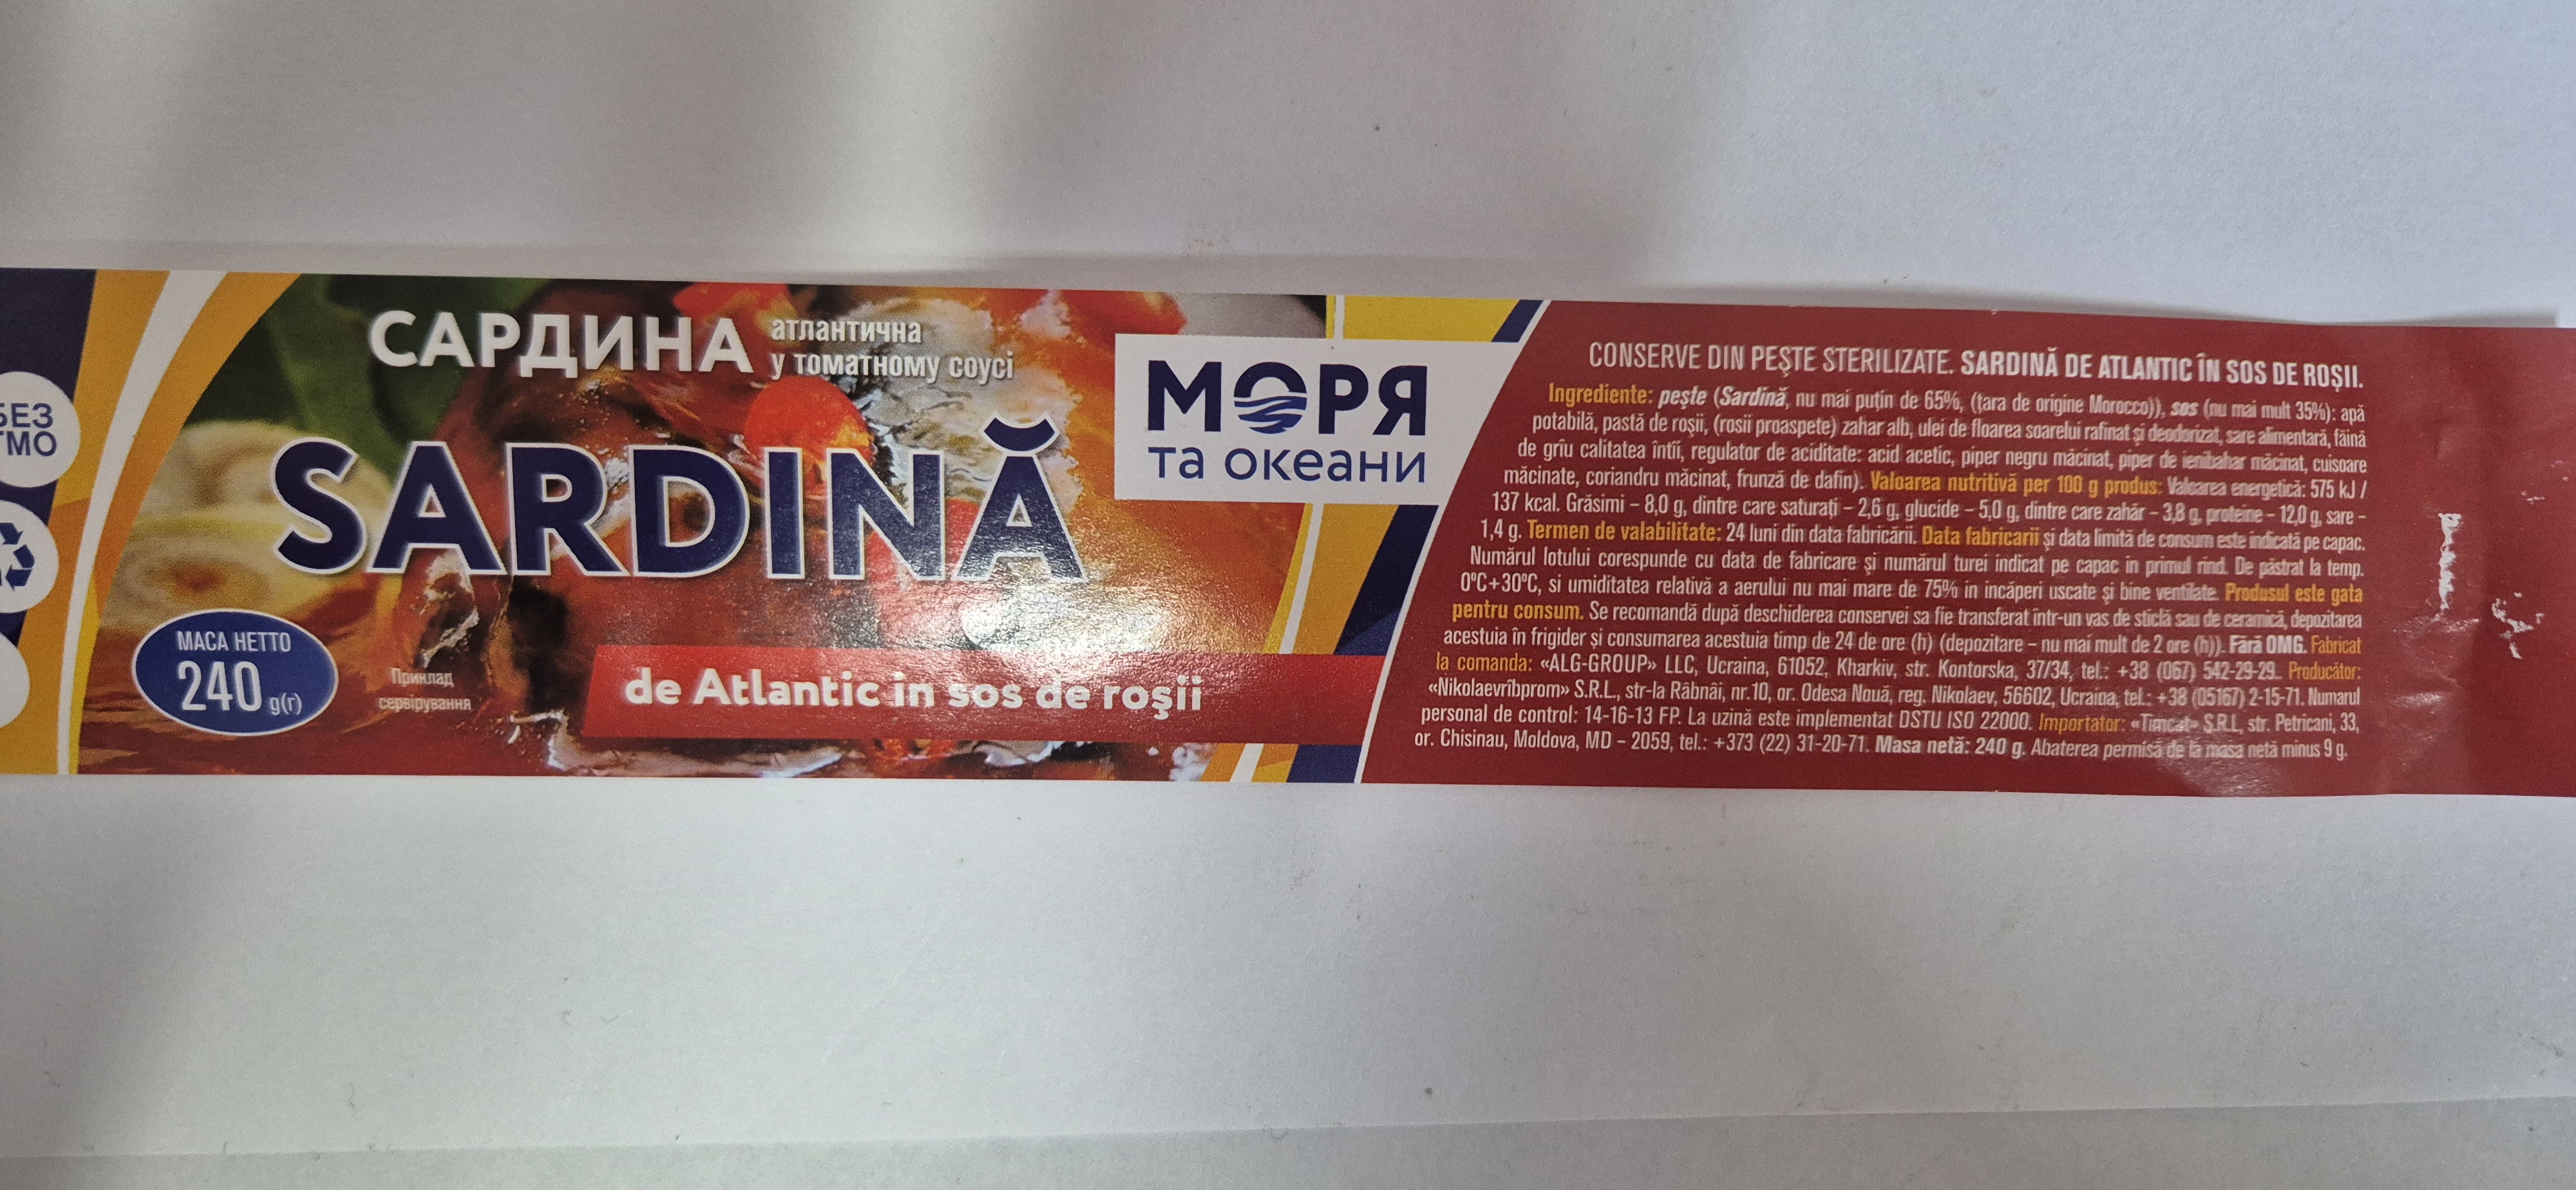 БЕЗ
ГМО
САРДИНА
атлантична
у томатному соусі
SARDINĂ
МАСА НЕТТО
240 g(г)
Приклад
сервірування
de Atlantic in sos de roşii
МОРЯ
та океани
CONSERVE DIN PEŞTE STERILIZATE. SARDINĂ DE ATLANTIC ÎN SOS DE ROŞII.
Ingrediente: peşte (Sardină, nu mai puțin de 65%, (țara de origine Morocco)), sos (nu mai mult 35%): apă
potabilă, pastă de roşii, (rosii proaspete) zahar alb, ulei de floarea soarelui rafinat şi deodorizat, sare alimentară, făină
de grîu calitatea întîi, regulator de aciditate: acid acetic, piper negru măcinat, piper de ienibahar măcinat, cuisoare
măcinate, coriandru măcinat, frunză de dafin). Valoarea nutritivă per 100 g produs: Valoarea energetică: 575 kJ /
137 kcal. Grăsimi – 8,0 g, dintre care saturați – 2,6 g, glucide – 5,0 g, dintre care zahăr – 3,8 g, proteine – 12,0 g, sare –
1,4 g. Termen de valabilitate: 24 luni din data fabricării. Data fabricarii şi data limită de consum este indicată pe capac.
Numărul lotului corespunde cu data de fabricare şi numărul turei indicat pe capac in primul rind. De păstrat la temp.
0°C+30°C, si umiditatea relativă a aerului nu mai mare de 75% in incăperi uscate şi bine ventilate. Produsul este gata
pentru consum. Se recomandă după deschiderea conservei sa fie transferat intr-un vas de sticlă sau de ceramică, depozitarea
acestuia în frigider şi consumarea acestuia timp de 24 de ore (h) (depozitare – nu mai mult de 2 ore (h)). Fără OMG. Fabricat
la comanda: «ALG-GROUP» LLC, Ucraina, 61052, Kharkiv, str. Kontorska, 37/34, tel.: +38 (067) 542-29-29. Producător:
«Nikolaevrîbprom» S.R.L., str-la Răbnâi, nr.10, or. Odesa Nouă, reg. Nikolaev, 56602, Ucraina, tel.: +38 (05167) 2-15-71. Numarul
personal de control: 14-16-13 FP. La uzină este implementat DSTU ISO 22000. Importator: «Timcat» S.R.L, str. Petricani, 33,
or. Chisinau, Moldova, MD – 2059, tel.: +373 (22) 31-20-71. Masa netă: 240 g. Abaterea permisă de la masa netă minus 9 g.